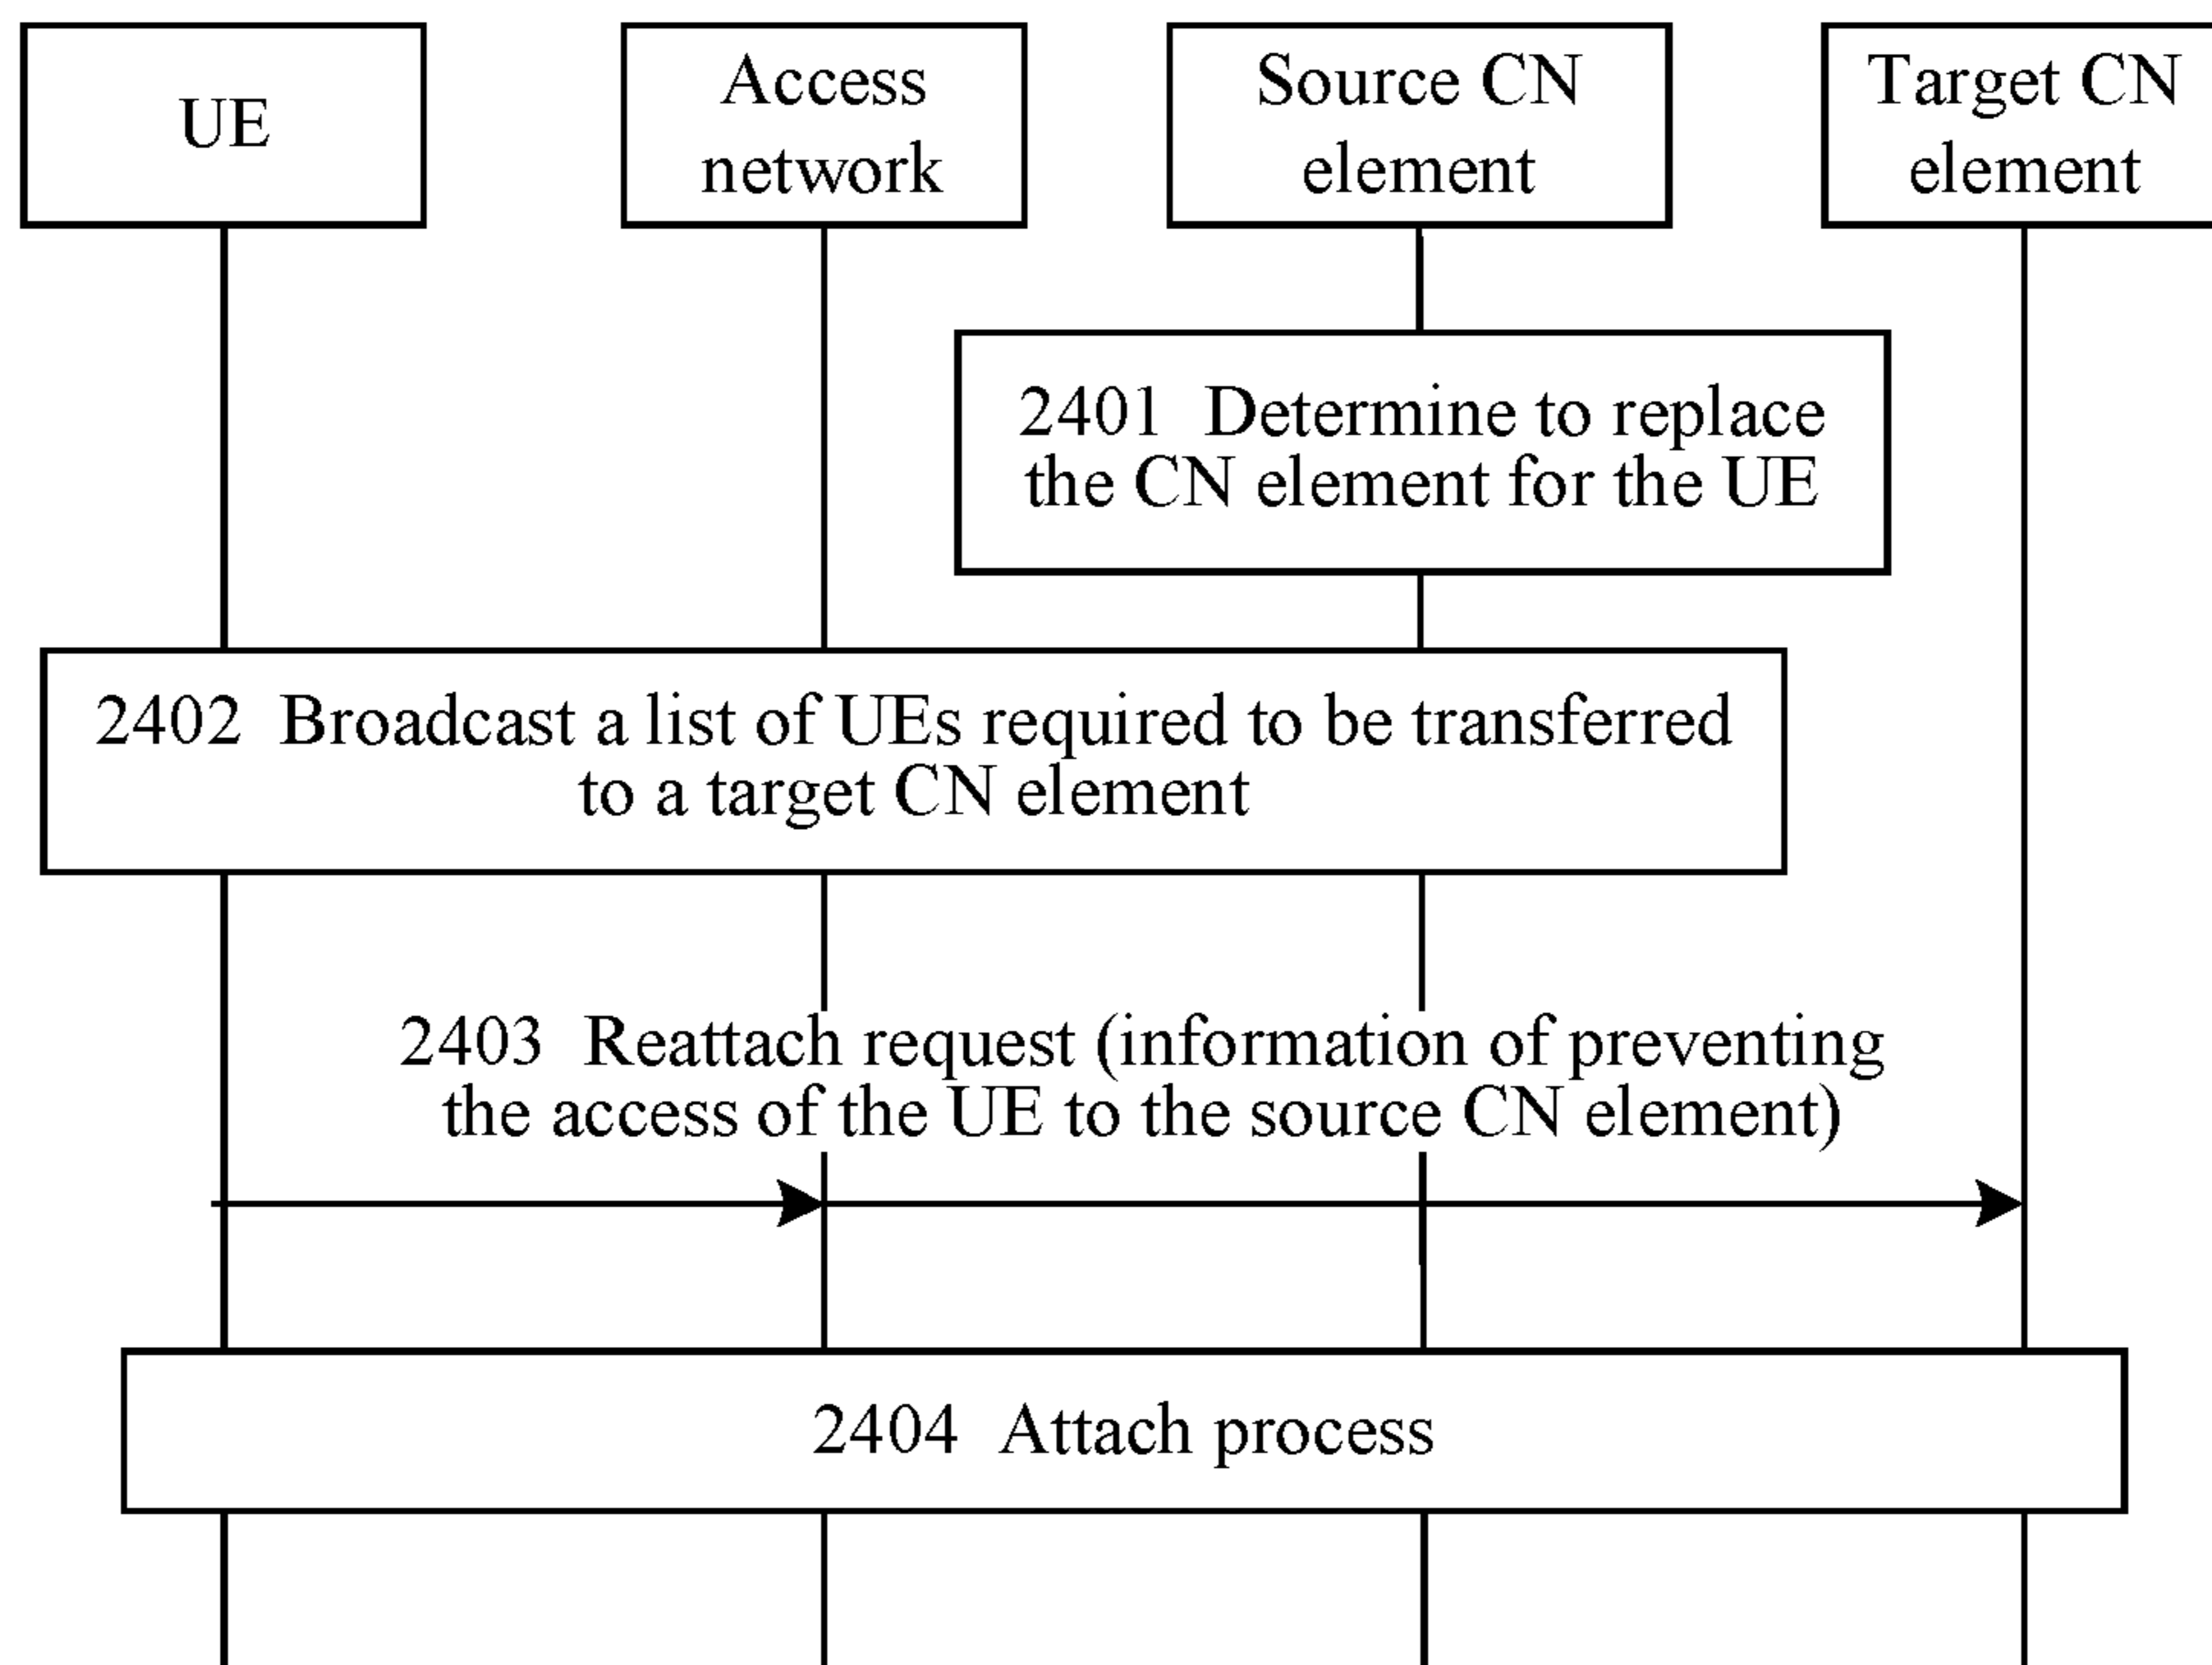 UE
Access
network
Source CN
element
Target CN
element
2401 Determine to replace
the CN element for the UE
2402 Broadcast a list of UEs required to be transferred
to a target CN element
2403 Reattach request (information of preventing
the access of the UE to the source CN element)
2404 Attach process